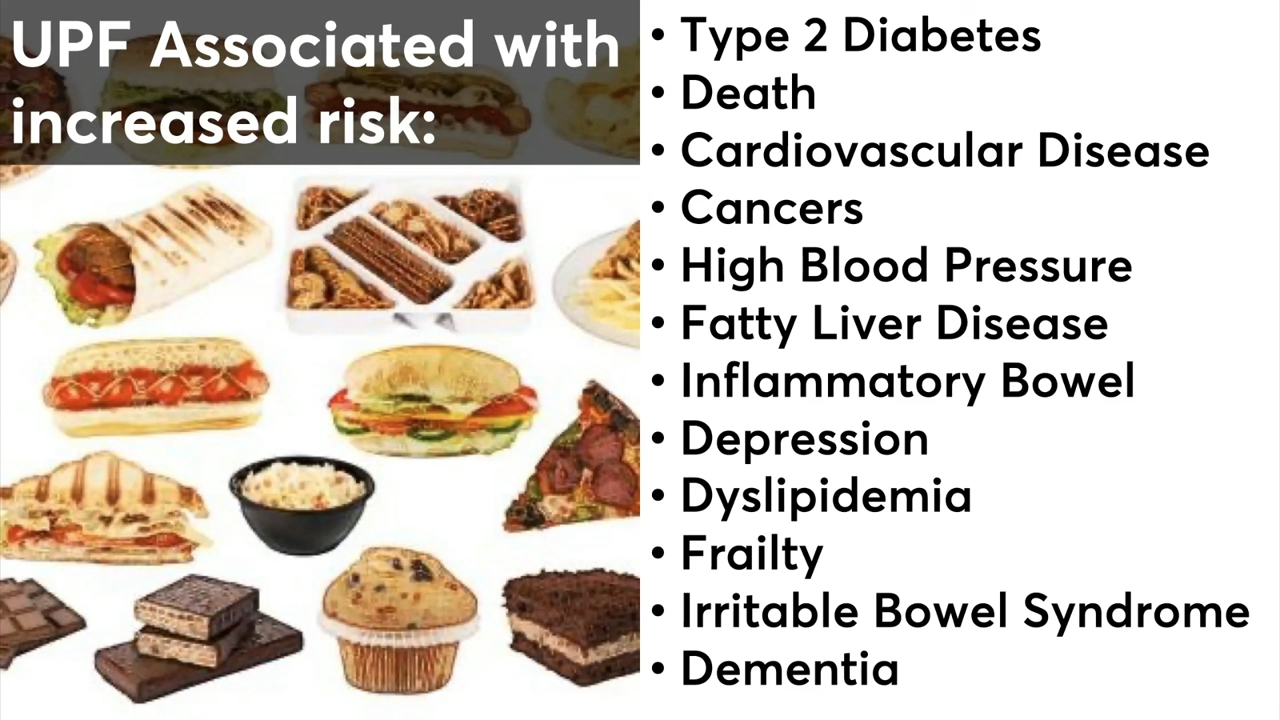 UPF Associated with
increased risk:
• Type 2 Diabetes
• Death
• Cardiovascular Disease
• Cancers
• High Blood Pressure
• Fatty Liver Disease
• Inflammatory Bowel
• Depression
• Dyslipidemia
• Frailty
• Irritable Bowel Syndrome
• Dementia